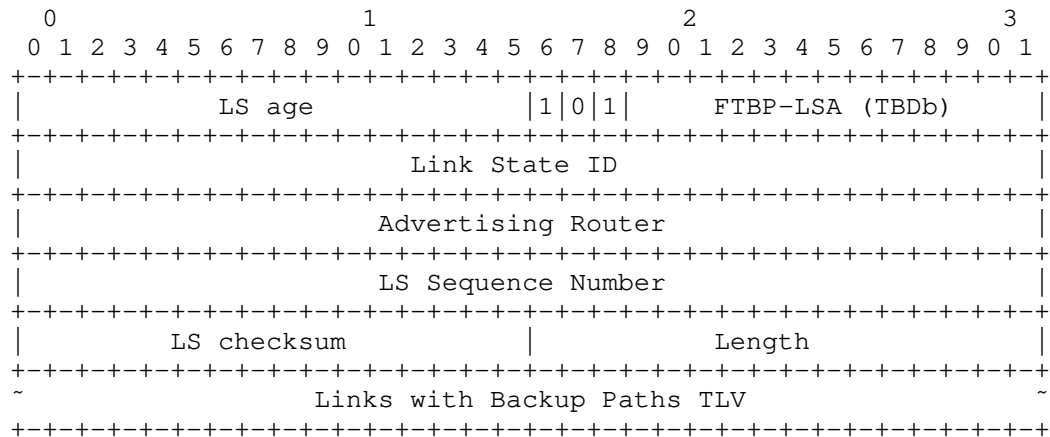 0                   1                   2                   3
0 1 2 3 4 5 6 7 8 9 0 1 2 3 4 5 6 7 8 9 0 1 2 3 4 5 6 7 8 9 0 1
+-+-+-+-+-+-+-+-+-+-+-+-+-+-+-+-+-+-+-+-+-+-+-+-+-+-+-+-+-+-+-+-+
|            LS age             |1|0|1|   FTBP-LSA (TBDb)       |
+-+-+-+-+-+-+-+-+-+-+-+-+-+-+-+-+-+-+-+-+-+-+-+-+-+-+-+-+-+-+-+-+
|                        Link State ID                          |
+-+-+-+-+-+-+-+-+-+-+-+-+-+-+-+-+-+-+-+-+-+-+-+-+-+-+-+-+-+-+-+-+
|                      Advertising Router                       |
+-+-+-+-+-+-+-+-+-+-+-+-+-+-+-+-+-+-+-+-+-+-+-+-+-+-+-+-+-+-+-+-+
|                      LS Sequence Number                       |
+-+-+-+-+-+-+-+-+-+-+-+-+-+-+-+-+-+-+-+-+-+-+-+-+-+-+-+-+-+-+-+-+
|         LS checksum           |           Length              |
+-+-+-+-+-+-+-+-+-+-+-+-+-+-+-+-+-+-+-+-+-+-+-+-+-+-+-+-+-+-+-+-+
~                  Links with Backup Paths TLV                  ~
+-+-+-+-+-+-+-+-+-+-+-+-+-+-+-+-+-+-+-+-+-+-+-+-+-+-+-+-+-+-+-+-+